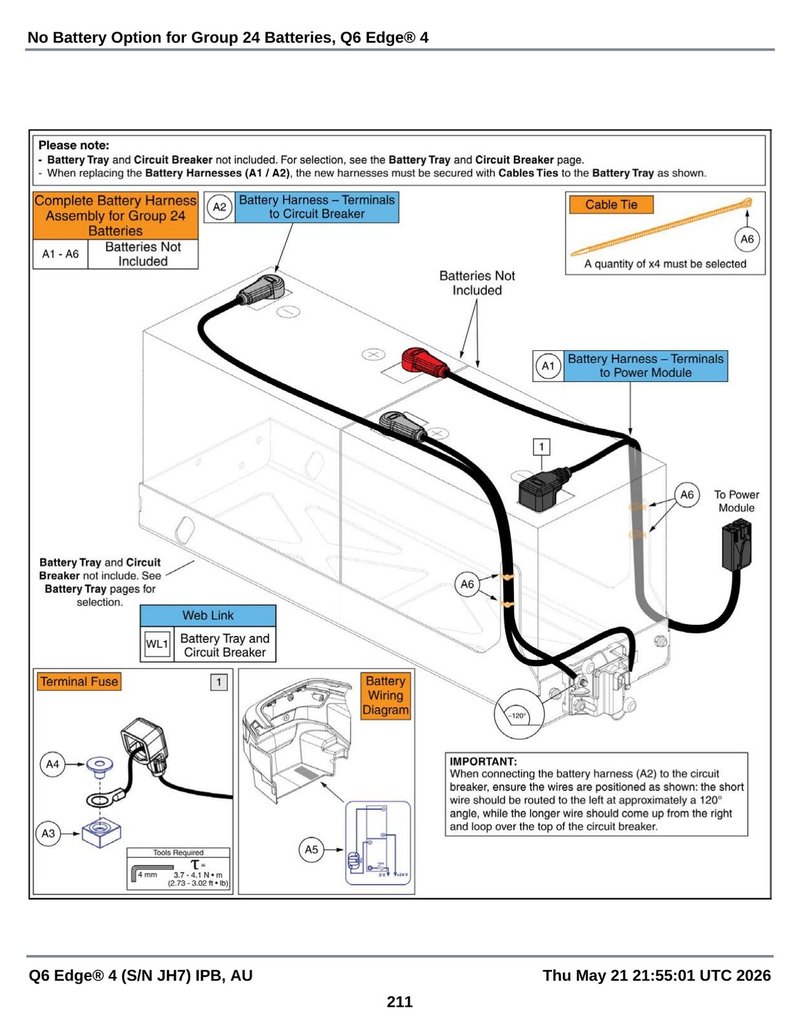 No Battery Option for Group 24 Batteries, Q6 Edge® 4
Please note:
- Battery Tray and Circuit Breaker not included. For selection, see the Battery Tray and Circuit Breaker page.
- When replacing the Battery Harnesses (A1 / A2), the new harnesses must be secured with Cables Ties to the Battery Tray as shown.
Complete Battery Harness
Assembly for Group 24
Batteries
A1 - A6
Batteries Not
Included
A2
Battery Harness – Terminals
to Circuit Breaker
Cable Tie
A6
A quantity of x4 must be selected
Batteries Not
Included
A1
Battery Harness – Terminals
to Power Module
1
A6
To Power
Module
A6
Battery Tray and Circuit
Breaker not include. See
Battery Tray pages for
selection.
Web Link
WL1
Battery Tray and
Circuit Breaker
~120°
Terminal Fuse
1
A4
A3
Tools Required
4 mm
τ =
3.7 - 4.1 N • m
(2.73 - 3.02 ft • lb)
Battery
Wiring
Diagram
A5
0 V
+24 V
IMPORTANT:
When connecting the battery harness (A2) to the circuit
breaker, ensure the wires are positioned as shown: the short
wire should be routed to the left at approximately a 120°
angle, while the longer wire should come up from the right
and loop over the top of the circuit breaker.
Q6 Edge® 4 (S/N JH7) IPB, AU
Thu May 21 21:55:01 UTC 2026
211